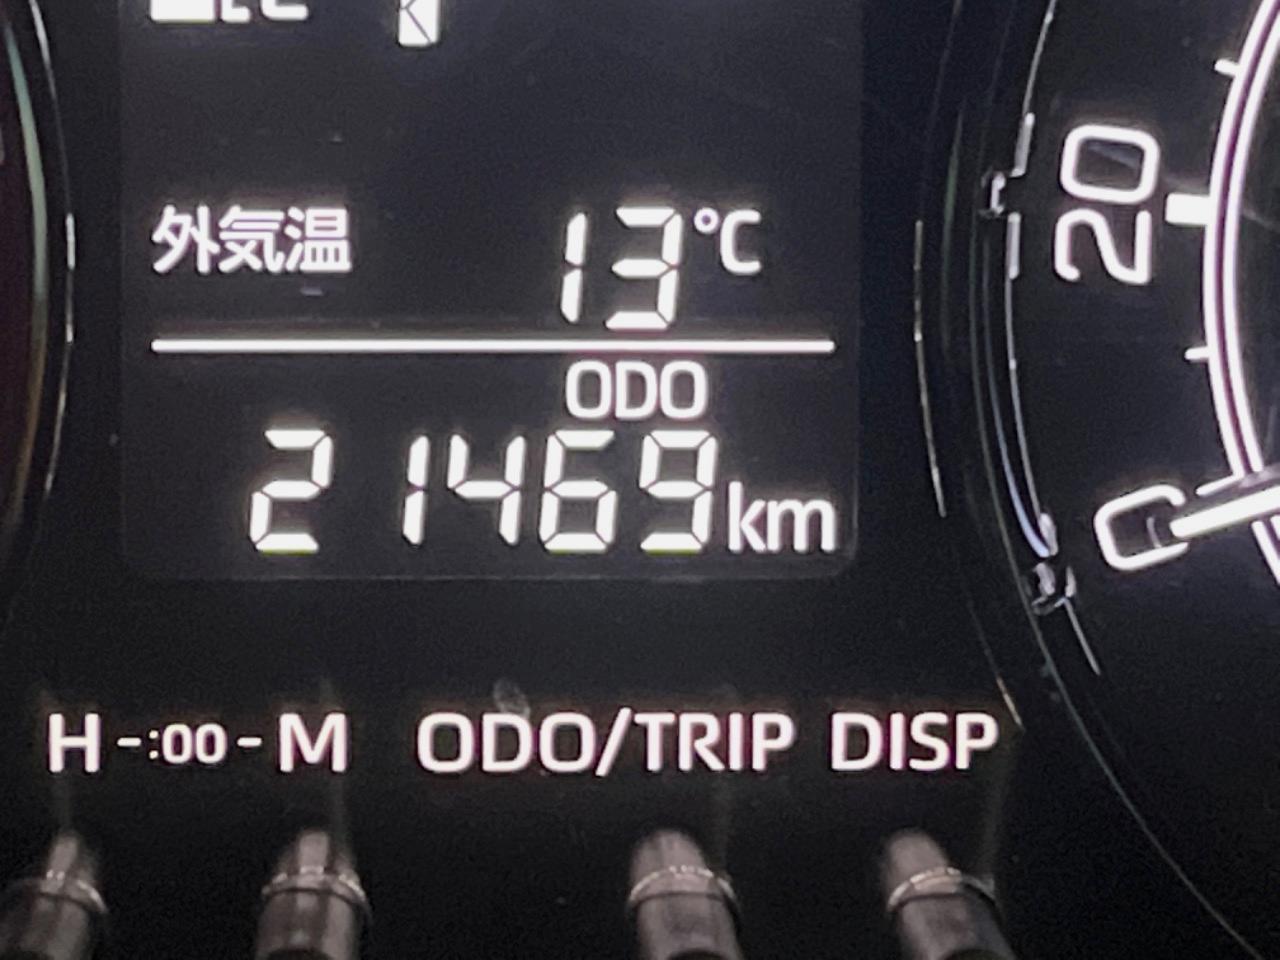 外気温 13℃
ODO
21469km
20
0
H -:00- M ODO/TRIP DISP